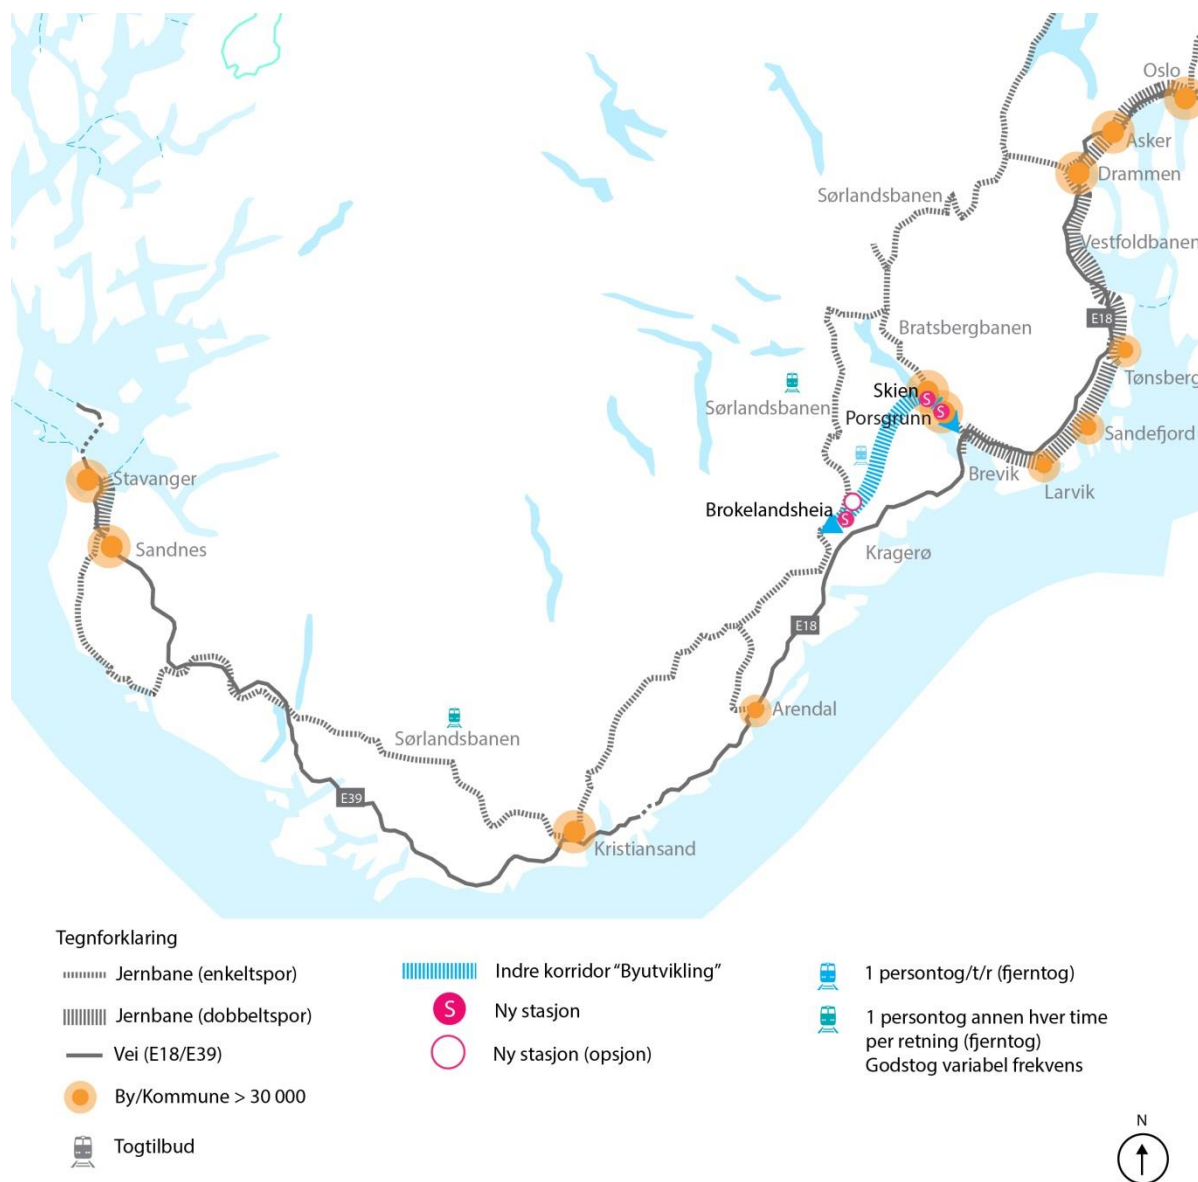 Oslo
Asker
Drammen
Sørlandsbanen
Vestfoldbanen
E18
Bratsbergbanen
Tønsberg
Skien
Sørlandsbanen
S
Porsgrunn
S
Sandefjord
Brevik
Larvik
Stavanger
Brokelandsheia
S
Sandnes
Kragerø
E18
Arendal
Sørlandsbanen
E39
Kristiansand
Tegnforklaring
Jernbane (enkeltspor)
Jernbane (dobbeltspor)
Vei (E18/E39)
By/Kommune > 30 000
Togtilbud
Indre korridor "Byutvikling"
S Ny stasjon
Ny stasjon (opsjon)
1 persontog/t/r (fjerntog)
1 persontog annen hver time
per retning (fjerntog)
Godstog variabel frekvens
N